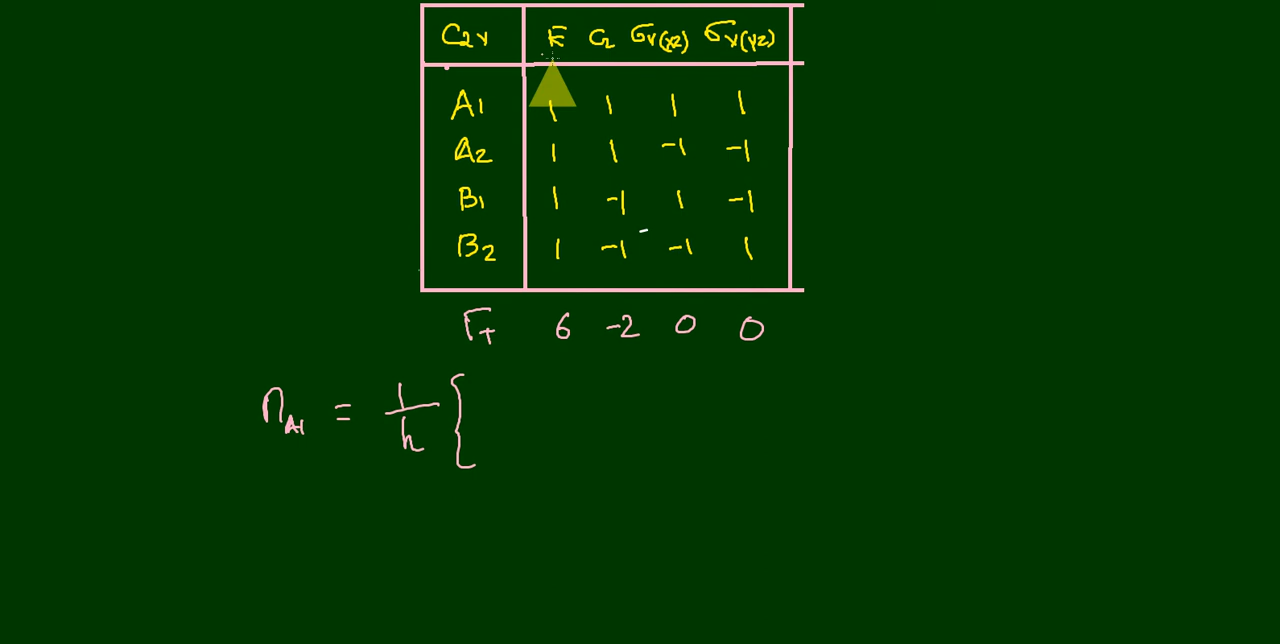 C2v E C2 σv(xz) σv(yz)
A1 1 1 1 1
A2 1 1 -1 -1
B1 1 -1 1 -1
B2 1 -1 -1 1
ΓT 6 -2 0 0
nA1 = 1/h {